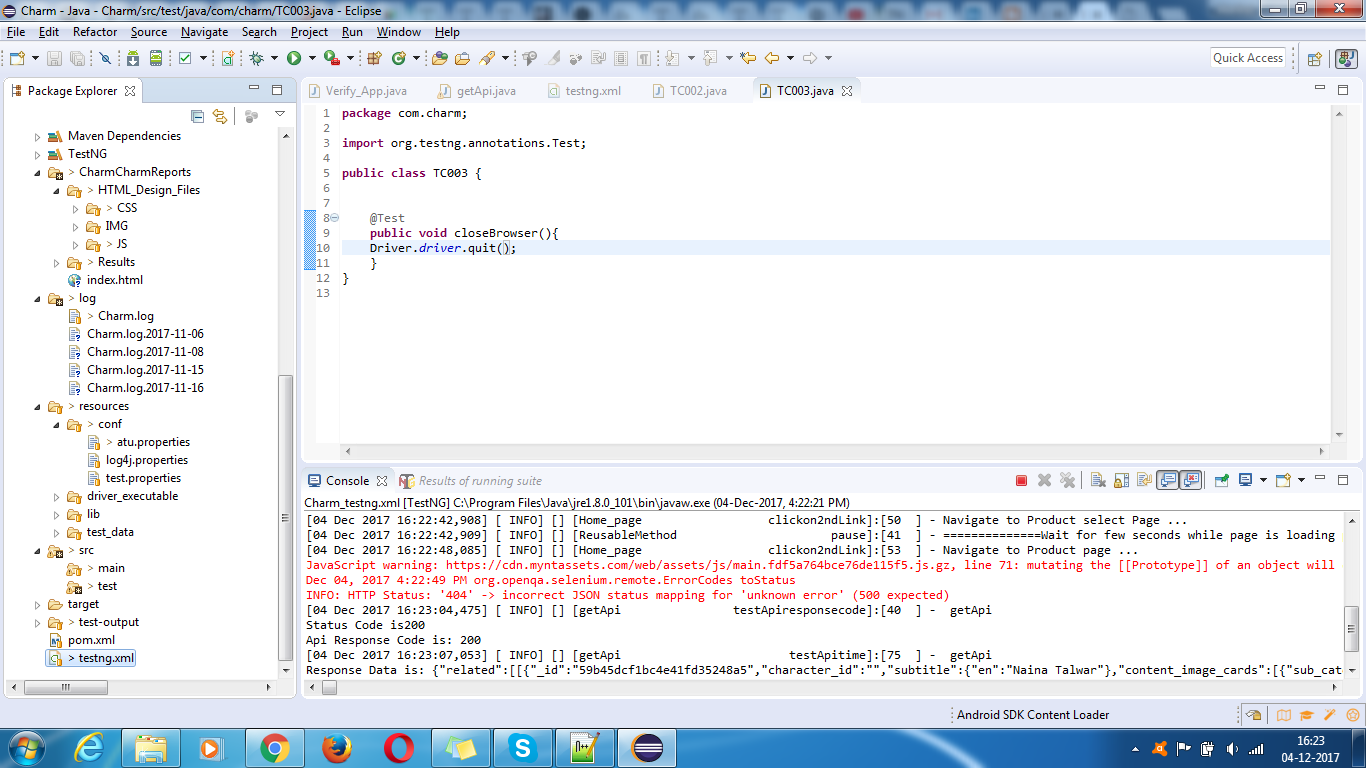 Charm - Java - Charm/src/test/java/com/charm/TC003.java - Eclipse
File Edit Refactor Source Navigate Search Project Run Window Help
Quick Access
Package Explorer
Maven Dependencies
TestNG
> CharmCharmReports
> HTML_Design_Files
> CSS
> IMG
> JS
> Results
index.html
> log
> Charm.log
Charm.log.2017-11-06
Charm.log.2017-11-08
Charm.log.2017-11-15
Charm.log.2017-11-16
> resources
> conf
> atu.properties
log4j.properties
test.properties
> driver_executable
> lib
> test_data
> src
> main
> test
target
> test-output
pom.xml
> testng.xml
Verify_App.java getApi.java testng.xml TC002.java TC003.java
1 package com.charm;
2
3 import org.testng.annotations.Test;
4
5 public class TC003 {
6
7
8 @Test
9 public void closeBrowser(){
10 Driver.driver.quit();
11 }
12 }
13
Console Results of running suite
Charm_testng.xml [TestNG] C:\Program Files\Java\jre1.8.0_101\bin\javaw.exe (04-Dec-2017, 4:22:21 PM)
[04 Dec 2017 16:22:42,908] [ INFO] [] [Home_page clickon2ndLink]:[50 ] - Navigate to Product select Page ...
[04 Dec 2017 16:22:42,909] [ INFO] [] [ReusableMethod pause]:[41 ] - ==============Wait for few seconds while page is loading
[04 Dec 2017 16:22:48,085] [ INFO] [] [Home_page clickon2ndLink]:[53 ] - Navigate to Product page ...
JavaScript warning: https://cdn.myntassets.com/web/assets/js/main.fdf5a764bce76de115f5.js.gz, line 71: mutating the [[Prototype]] of an object will
Dec 04, 2017 4:22:49 PM org.openqa.selenium.remote.ErrorCodes toStatus
INFO: HTTP Status: '404' -> incorrect JSON status mapping for 'unknown error' (500 expected)
[04 Dec 2017 16:23:04,475] [ INFO] [] [getApi testApiresponsecode]:[40 ] - getApi
Status Code is200
Api Response Code is: 200
[04 Dec 2017 16:23:07,053] [ INFO] [] [getApi testApitime]:[75 ] - getApi
Response Data is: {"related":[[{"_id":"59b45dcf1bc4e41fd35248a5","character_id":"","subtitle":{"en":"Naina Talwar"},"content_image_cards":[{"sub_cat
Android SDK Content Loader
16:23
04-12-2017